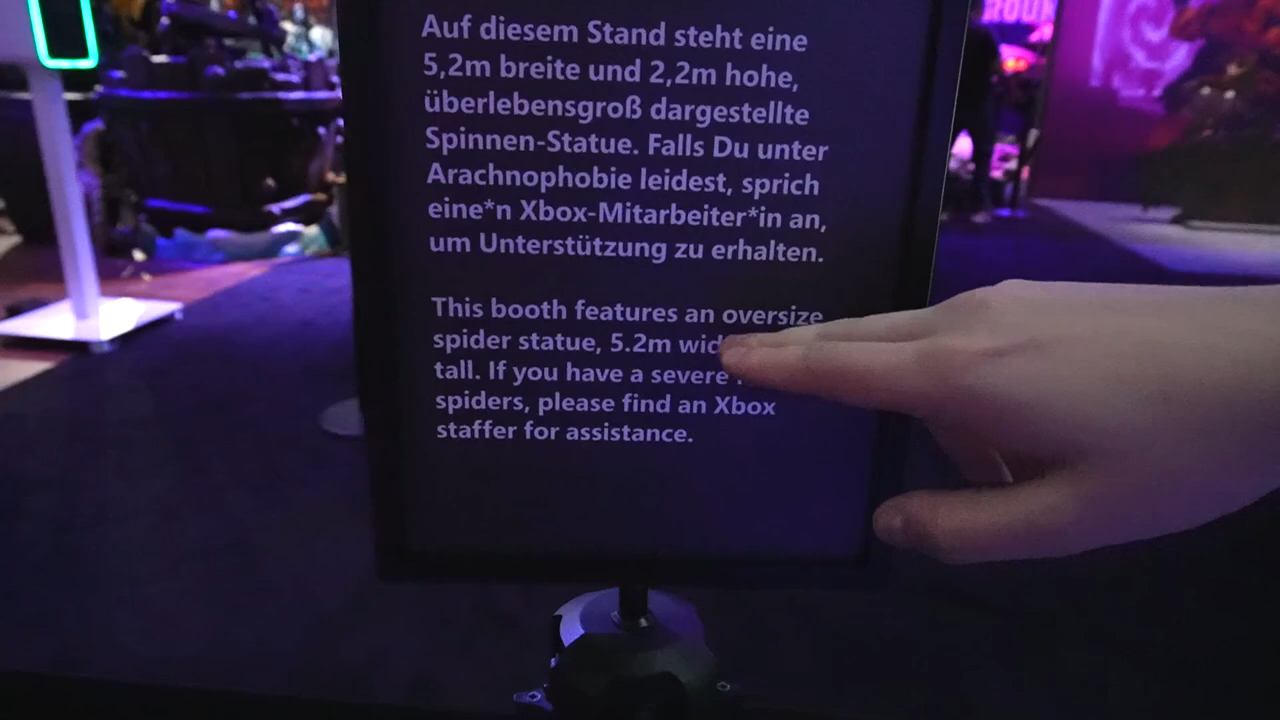 Auf diesem Stand steht eine
5,2m breite und 2,2m hohe,
überlebensgroß dargestellte
Spinnen-Statue. Falls Du unter
Arachnophobie leidest, sprich
eine*n Xbox-Mitarbeiter*in an,
um Unterstützung zu erhalten.
This booth features an oversize
spider statue, 5.2m
tall. If you have a severe
spiders, please find an Xbox
staffer for assistance.